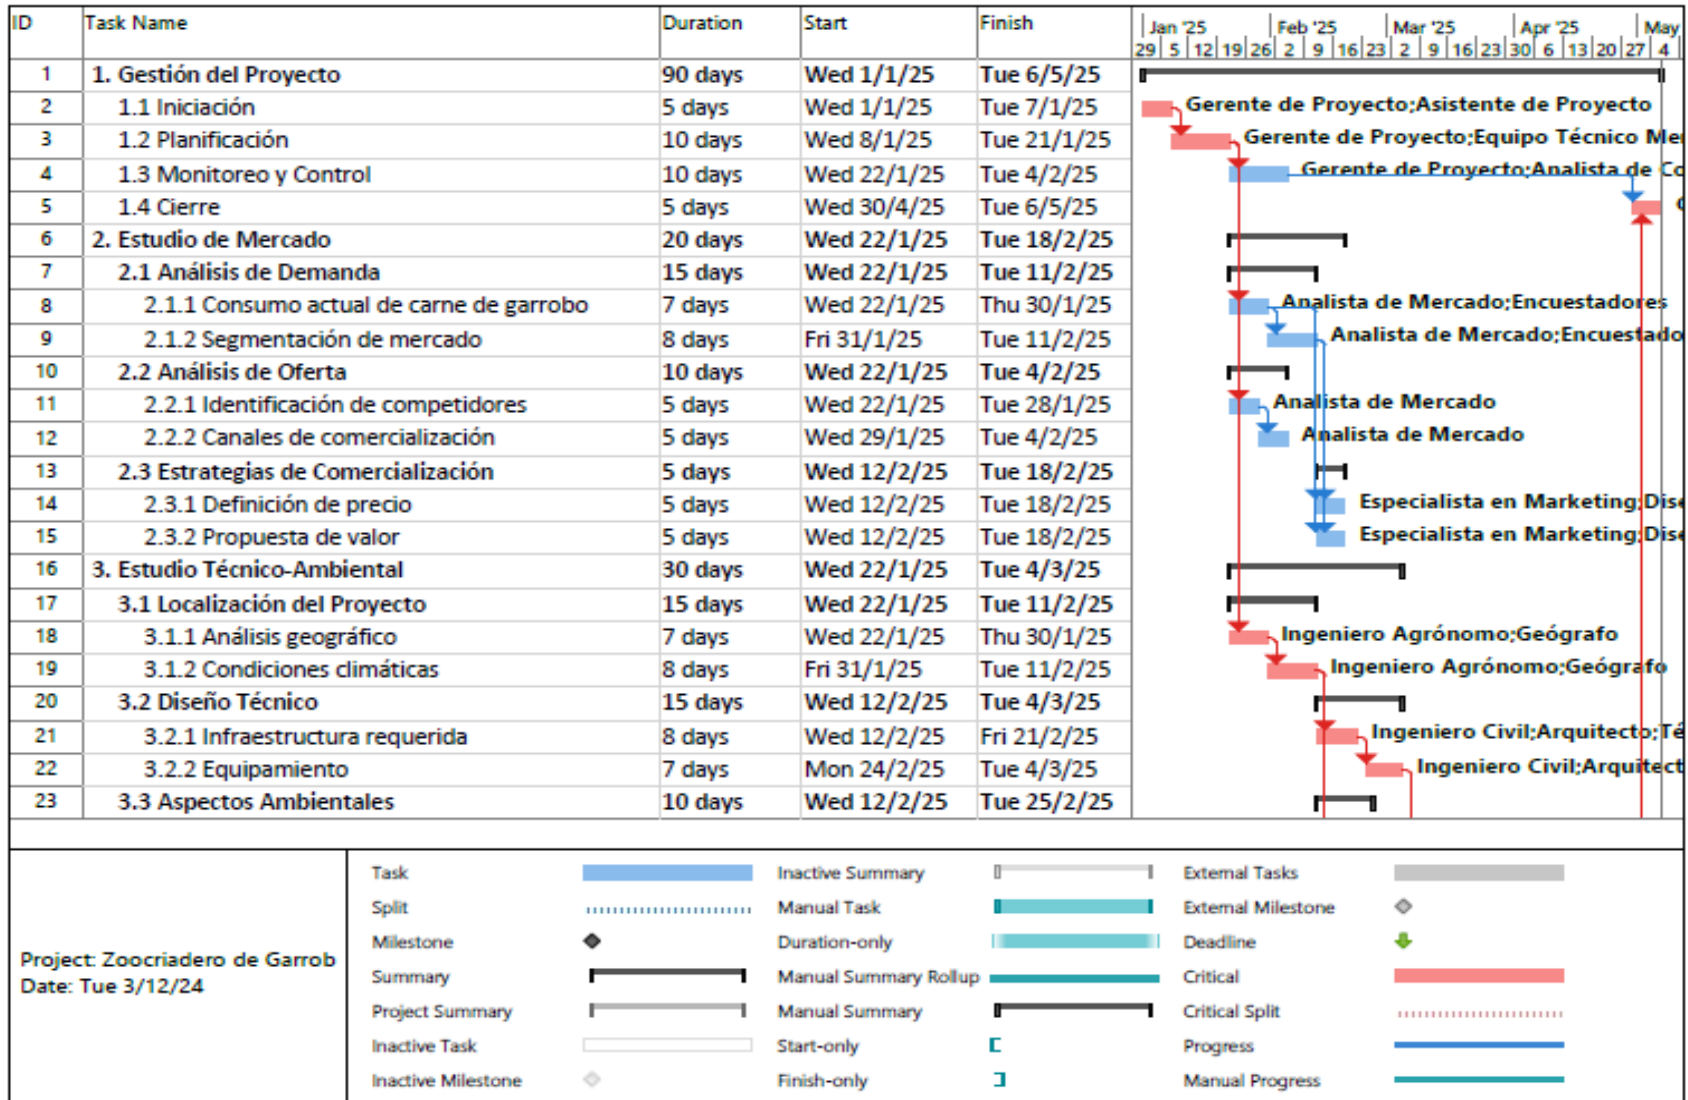 ID Task Name Duration Start Finish Jan '25 Feb '25 Mar '25 Apr '25 May
29 5 12 19 26 2 9 16 23 2 9 16 23 30 6 13 20 27 4
1 1. Gestión del Proyecto 90 days Wed 1/1/25 Tue 6/5/25
2 1.1 Iniciación 5 days Wed 1/1/25 Tue 7/1/25 Gerente de Proyecto;Asistente de Proyecto
3 1.2 Planificación 10 days Wed 8/1/25 Tue 21/1/25 Gerente de Proyecto;Equipo Técnico
4 1.3 Monitoreo y Control 10 days Wed 22/1/25 Tue 4/2/25 Gerente de Proyecto;Analista de
5 1.4 Cierre 5 days Wed 30/4/25 Tue 6/5/25
6 2. Estudio de Mercado 20 days Wed 22/1/25 Tue 18/2/25
7 2.1 Análisis de Demanda 15 days Wed 22/1/25 Tue 11/2/25
8 2.1.1 Consumo actual de carne de garrobo 7 days Wed 22/1/25 Thu 30/1/25 Analista de Mercado;Encuestadores
9 2.1.2 Segmentación de mercado 8 days Fri 31/1/25 Tue 11/2/25 Analista de Mercado;Encuestado
10 2.2 Análisis de Oferta 10 days Wed 22/1/25 Tue 4/2/25
11 2.2.1 Identificación de competidores 5 days Wed 22/1/25 Tue 28/1/25 Analista de Mercado
12 2.2.2 Canales de comercialización 5 days Wed 29/1/25 Tue 4/2/25 Analista de Mercado
13 2.3 Estrategias de Comercialización 5 days Wed 12/2/25 Tue 18/2/25
14 2.3.1 Definición de precio 5 days Wed 12/2/25 Tue 18/2/25 Especialista en Marketing;Dise
15 2.3.2 Propuesta de valor 5 days Wed 12/2/25 Tue 18/2/25 Especialista en Marketing;Dise
16 3. Estudio Técnico-Ambiental 30 days Wed 22/1/25 Tue 4/3/25
17 3.1 Localización del Proyecto 15 days Wed 22/1/25 Tue 11/2/25
18 3.1.1 Análisis geográfico 7 days Wed 22/1/25 Thu 30/1/25 Ingeniero Agrónomo;Geógrafo
19 3.1.2 Condiciones climáticas 8 days Fri 31/1/25 Tue 11/2/25 Ingeniero Agrónomo;Geógrafo
20 3.2 Diseño Técnico 15 days Wed 12/2/25 Tue 4/3/25
21 3.2.1 Infraestructura requerida 8 days Wed 12/2/25 Fri 21/2/25 Ingeniero Civil;Arquitecto;Té
22 3.2.2 Equipamiento 7 days Mon 24/2/25 Tue 4/3/25 Ingeniero Civil;Arquitect
23 3.3 Aspectos Ambientales 10 days Wed 12/2/25 Tue 25/2/25
Project: Zoocriadero de Garrob
Date: Tue 3/12/24
Task Inactive Summary External Tasks
Split Manual Task External Milestone
Milestone Duration-only Deadline
Summary Manual Summary Rollup Critical
Project Summary Manual Summary Critical Split
Inactive Task Start-only Progress
Inactive Milestone Finish-only Manual Progress